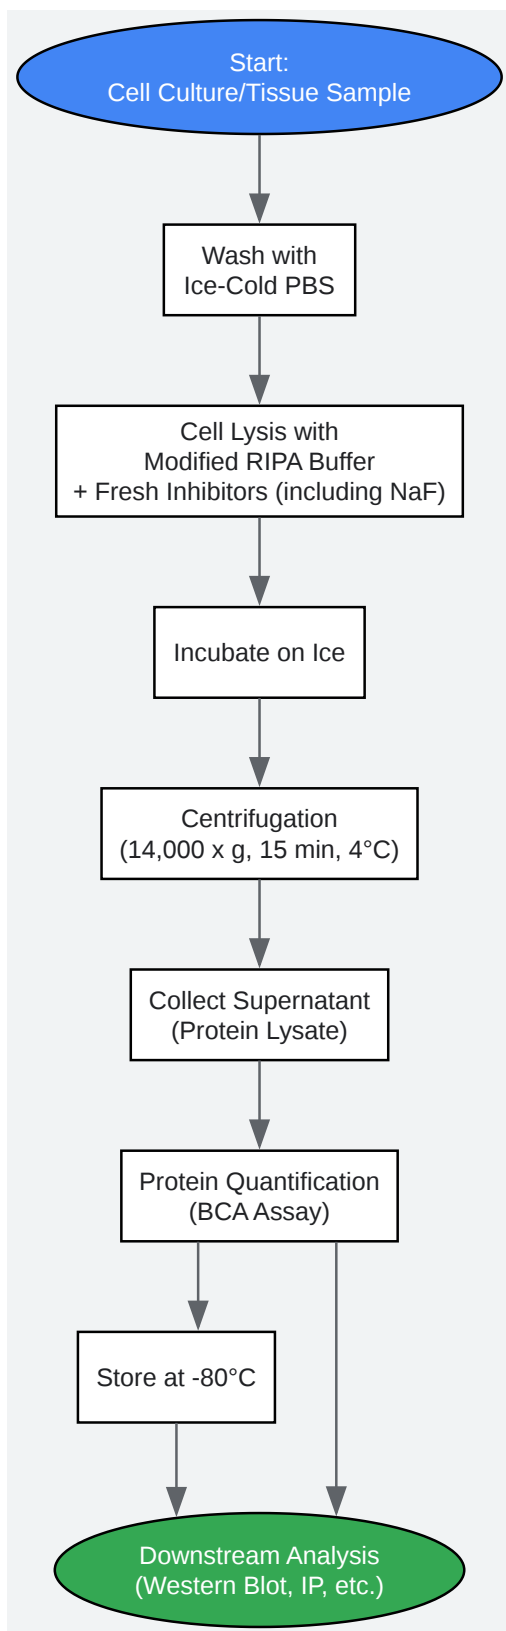 Start:
Cell Culture/Tissue Sample
Wash with
Ice-Cold PBS
Cell Lysis with
Modified RIPA Buffer
+ Fresh Inhibitors (including NaF)
Incubate on Ice
Centrifugation
(14,000 x g, 15 min, 4°C)
Collect Supernatant
(Protein Lysate)
Protein Quantification
(BCA Assay)
Store at -80°C
Downstream Analysis
(Western Blot, IP, etc.)